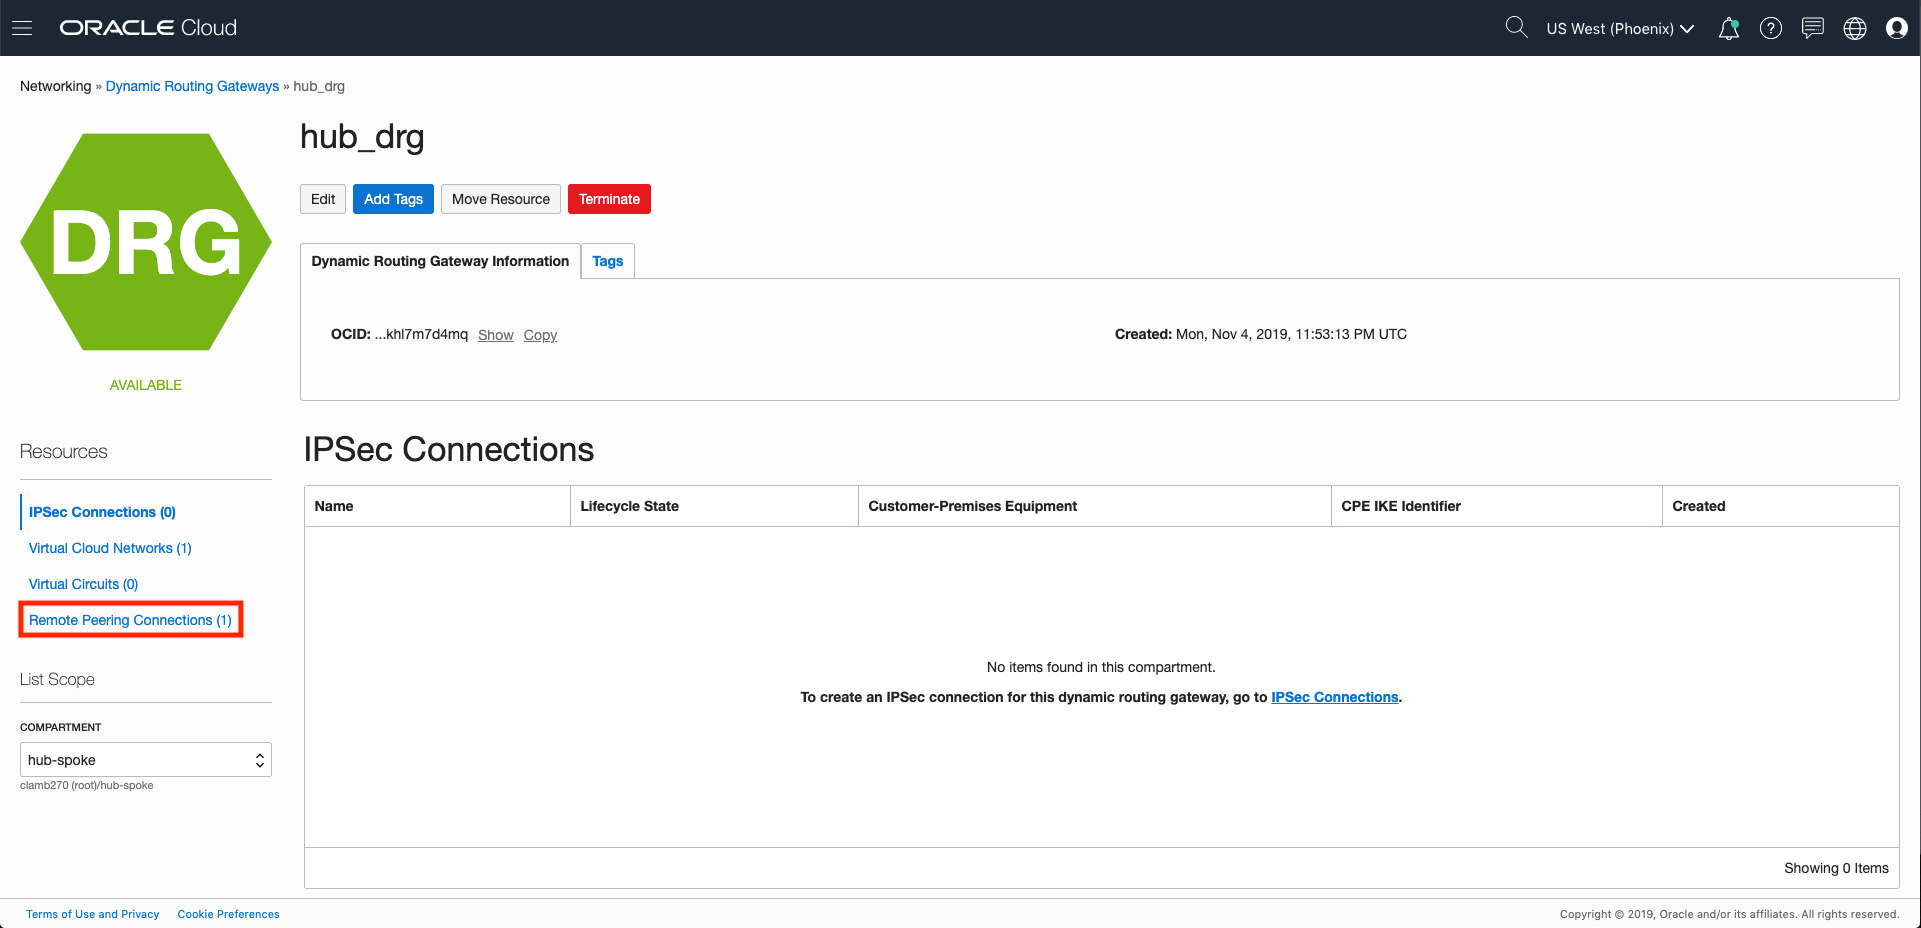 ORACLE Cloud
US West (Phoenix)
Networking » Dynamic Routing Gateways » hub_drg
DRG
AVAILABLE
hub_drg
Edit
Add Tags
Move Resource
Terminate
Dynamic Routing Gateway Information
Tags
OCID: ...khl7m7d4mq Show Copy
Created: Mon, Nov 4, 2019, 11:53:13 PM UTC
Resources
IPSec Connections (0)
Virtual Cloud Networks (1)
Virtual Circuits (0)
Remote Peering Connections (1)
List Scope
COMPARTMENT
hub-spoke
clamb270 (root)/hub-spoke
IPSec Connections
Name Lifecycle State Customer-Premises Equipment CPE IKE Identifier Created
No items found in this compartment.
To create an IPSec connection for this dynamic routing gateway, go to IPSec Connections.
Showing 0 Items
Terms of Use and Privacy Cookie Preferences
Copyright © 2019, Oracle and/or its affiliates. All rights reserved.